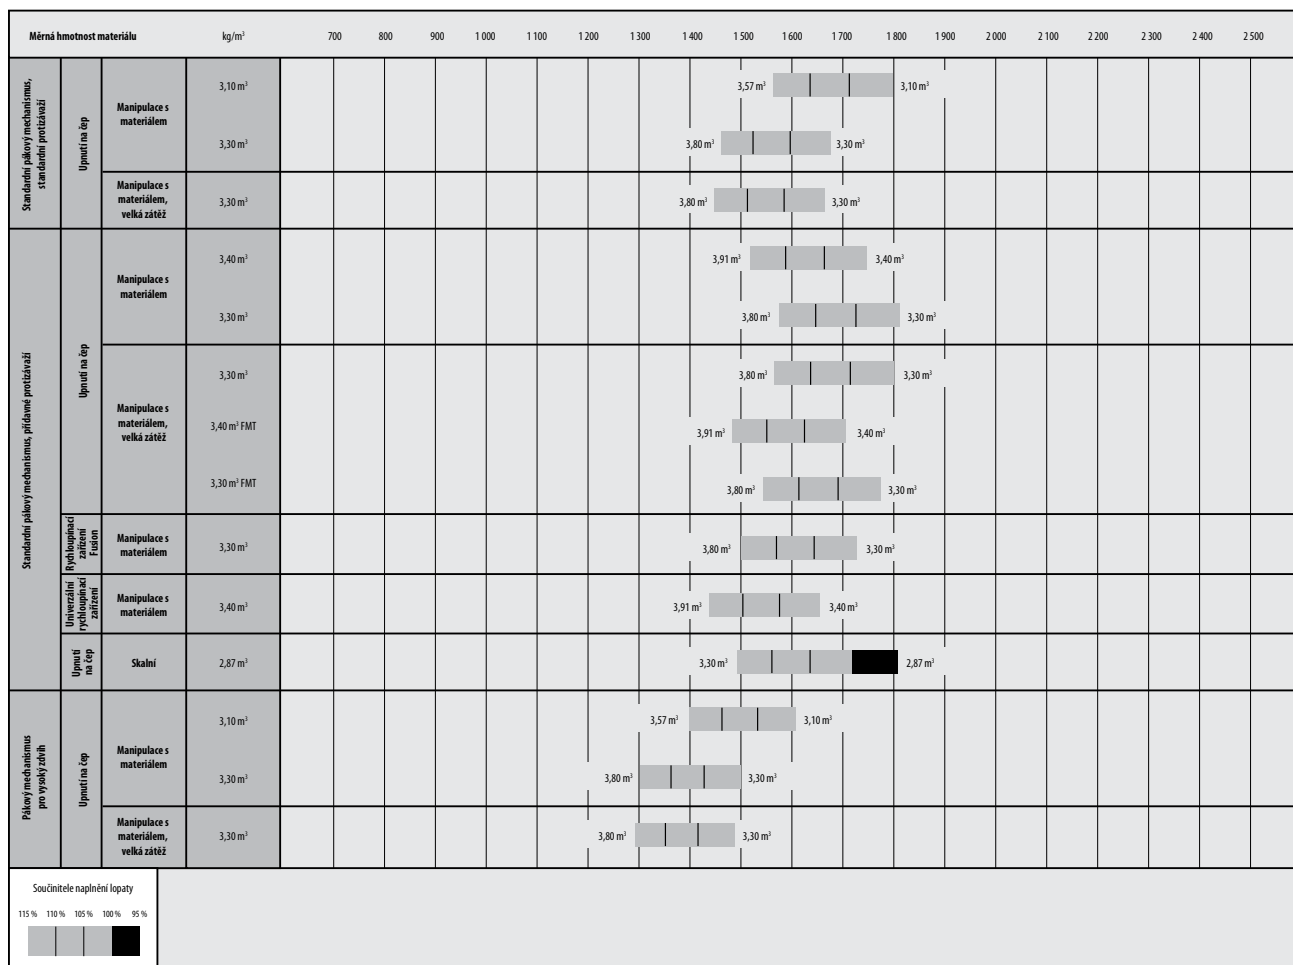 Měrná hmotnost materiálu kg/m³ 700 800 900 1 000 1 100 1 200 1 300 1 400 1 500 1 600 1 700 1 800 1 900 2 000 2 100 2 200 2 300 2 400 2 500
Standardní pákový mechanismus,
standardní protizávaží
Upnutí na čep
Manipulace s
materiálem
3,10 m³
3,57 m³ 3,10 m³
3,30 m³
3,80 m³ 3,30 m³
Manipulace s
materiálem,
velká zátěž
3,30 m³
3,80 m³ 3,30 m³
Standardní pákový mechanismus, přídavné protizávaží
Upnutí na čep
Manipulace s
materiálem
3,40 m³
3,91 m³ 3,40 m³
3,30 m³
3,80 m³ 3,30 m³
Manipulace s
materiálem,
velká zátěž
3,30 m³
3,80 m³ 3,30 m³
3,40 m³ FMT
3,91 m³ 3,40 m³
3,30 m³ FMT
3,80 m³ 3,30 m³
Rychloupínací
zařízení
Fusion
Manipulace s
materiálem
3,30 m³
3,80 m³ 3,30 m³
Univerzální
rychloupínací
zařízení
Manipulace s
materiálem
3,40 m³
3,91 m³ 3,40 m³
Upnutí
na čep
Skalní
2,87 m³
3,30 m³ 2,87 m³
Pákový mechanismus
pro vysoký zdvih
Upnutí na čep
Manipulace s
materiálem
3,10 m³
3,57 m³ 3,10 m³
3,30 m³
3,80 m³ 3,30 m³
Manipulace s
materiálem,
velká zátěž
3,30 m³
3,80 m³ 3,30 m³
Součinitele naplnění lopaty
115 % 110 % 105 % 100 % 95 %